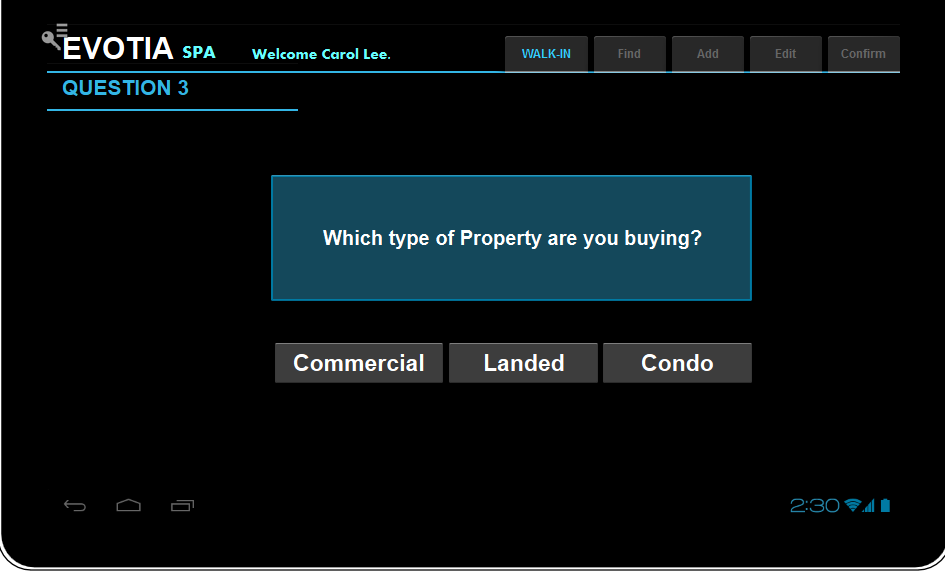 EVOTIA SPA Welcome Carol Lee. WALK-IN Find Add Edit Confirm
QUESTION 3
Which type of Property are you buying?
Commercial Landed Condo
2:30